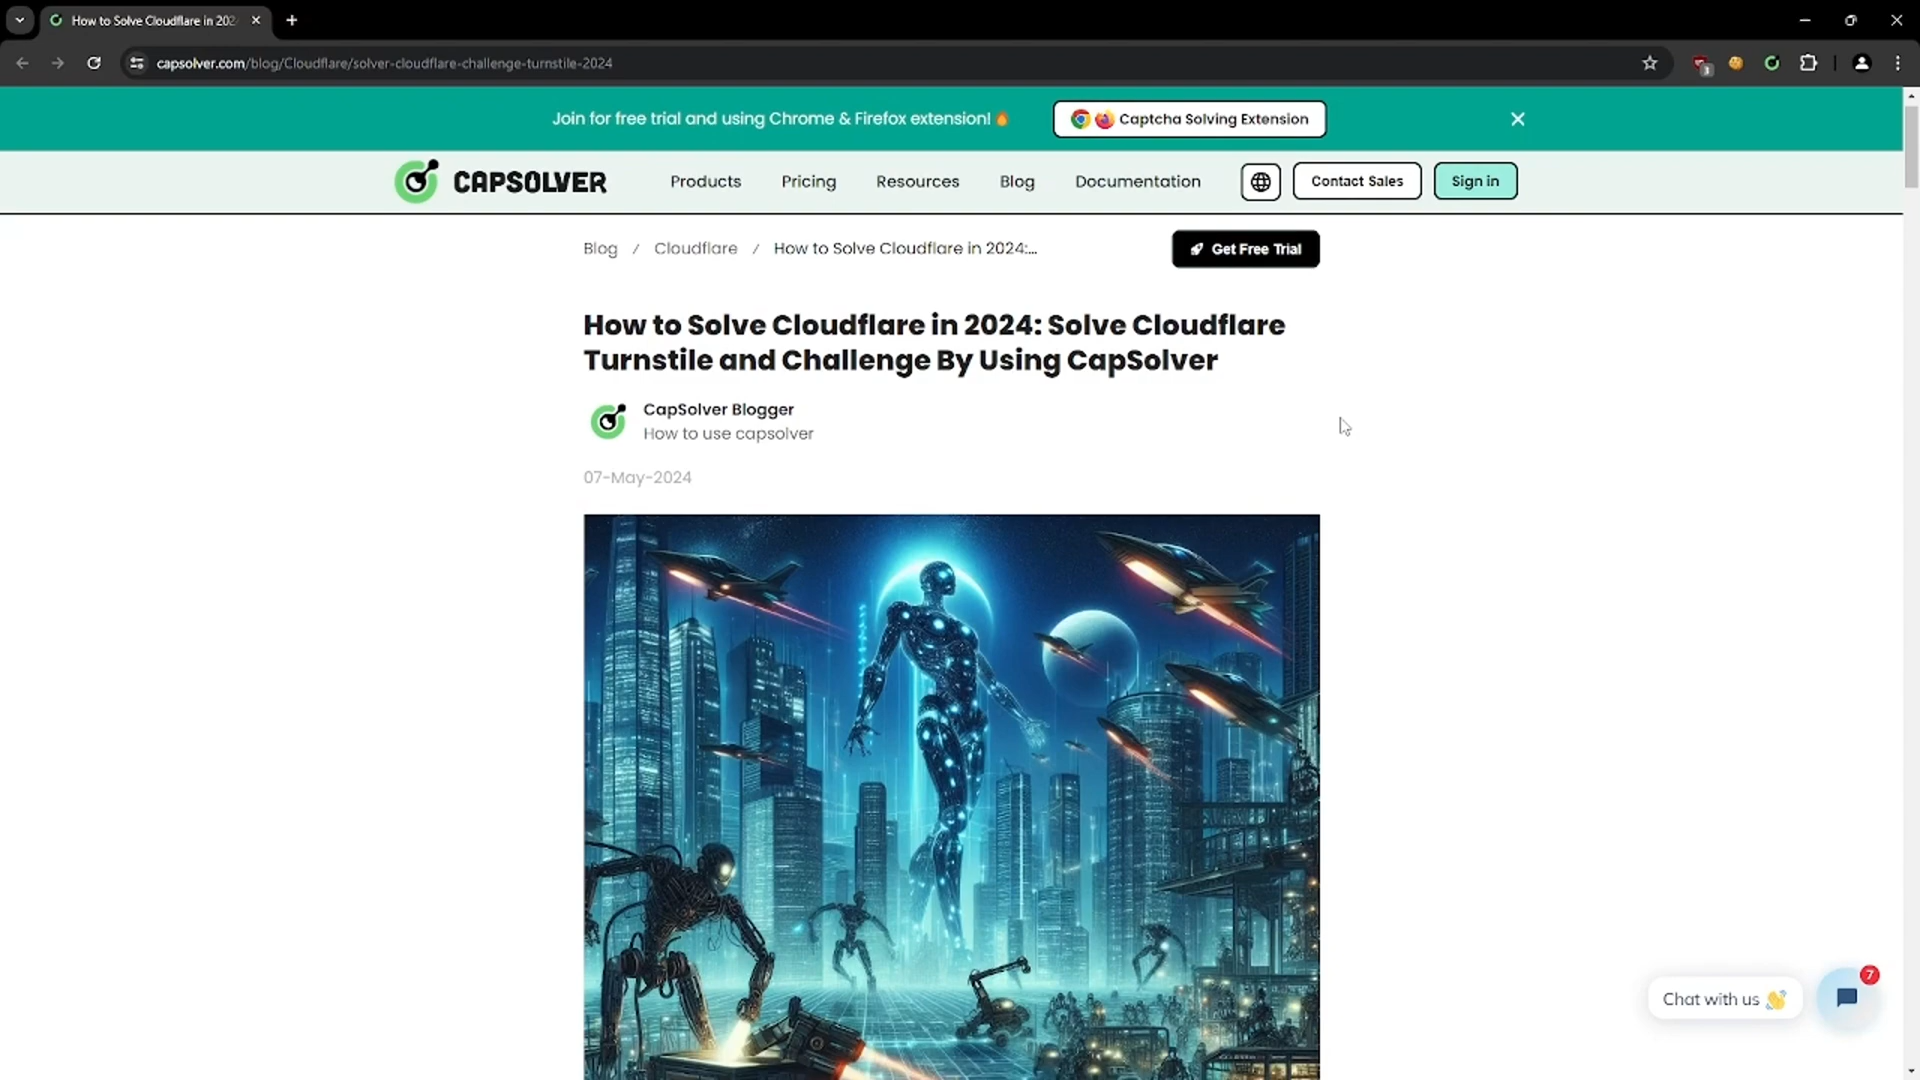 How to Solve Cloudflare in 202
capsolver.com/blog/Cloudflare/solver-cloudflare-challenge-turnstile-2024
3
Join for free trial and using Chrome & Firefox extension!🔥
Captcha Solving Extension
CAPSOLVER
Products
Pricing
Resources
Blog
Documentation
Contact Sales
Sign in
Blog / Cloudflare / How to Solve Cloudflare in 2024:...
Get Free Trial
How to Solve Cloudflare in 2024: Solve Cloudflare
Turnstile and Challenge By Using CapSolver
CapSolver Blogger
How to use capsolver
07-May-2024
Chat with us 👋
7